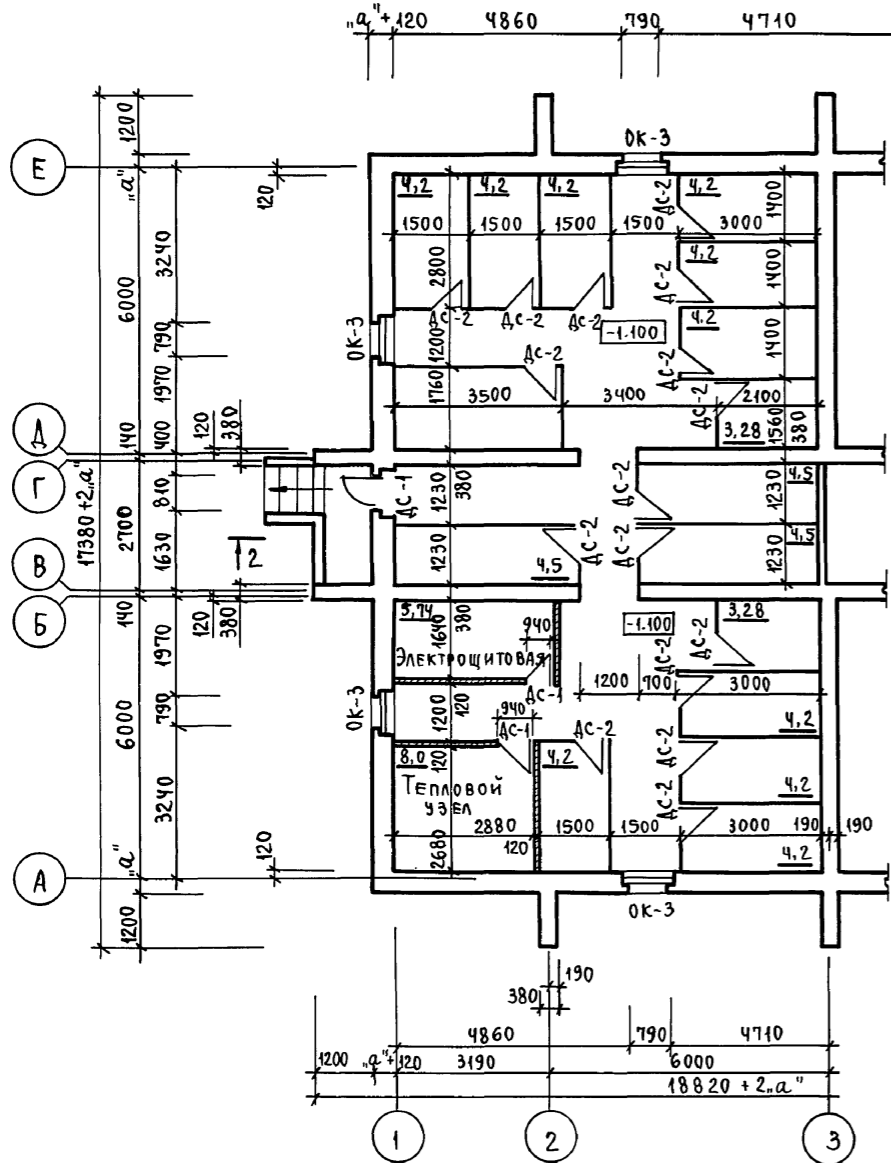 „а"+ 120 4860 790 4710
ОК-3
Е
1200
„а"
120
4,2 4,2 4,2 ДС-2 4,2
1400
1500 1500 1500 1500 3000
3240
6000
2800
ДС-2 4,2
1400
ДС-2 ДС-2 ДС-2
-1.100
4,2
ОК-3
790
1200
ДС-2
ДС-2
1400
1970
1760
3500 3400 2100
ДС-2
3,28
1560
380
Д
Г
140
400
120
380
17380+2„а"
810
ДС-1
1230
380
ДС-2
4,5
1230
2700
1630
2
1230
4,5
ДС-2
ДС-2
4,5
1230
В
Б
140
120
380
5,74
1640
380
940
-1.100
3,28
ЭЛЕКТРОЩИТОВАЯ
ДС-2
ДС-2
1970
ДС-1
1200 700 3000
ОК-3
790
6000
1200
120
940
ДС-1
ДС-2
4,2
120
8,0
4,2
ДС-2
ТЕПЛОВОЙ
УЗЕЛ
4,2
3240
2880 1500 1500 3000 190 190
120
2680
ДС-2
4,2
„а"
120
А
1200
ОК-3
190
380
4860 790 4710
1200 „а"+ 120 3190 6000
18820 + 2„а"
1 2 3